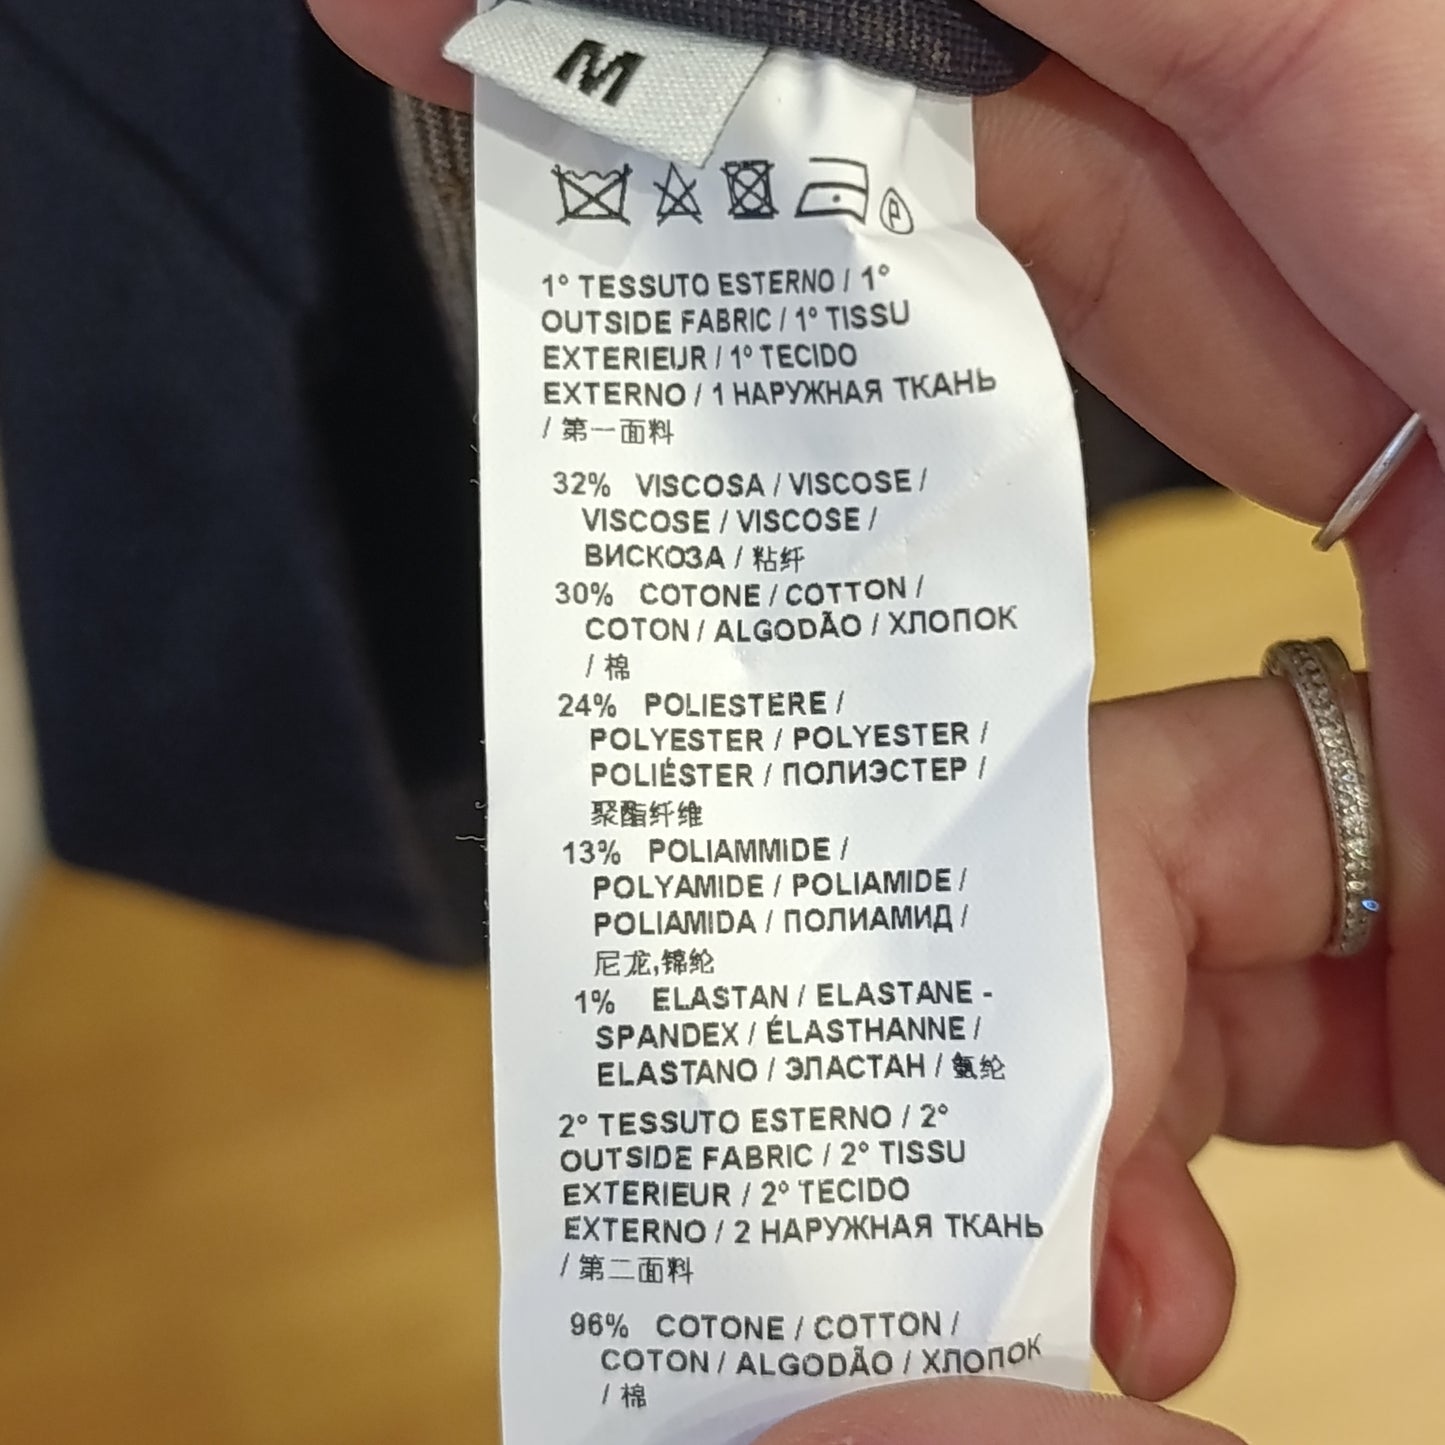 M
P
1° TESSUTO ESTERNO / 1°
OUTSIDE FABRIC / 1° TISSU
EXTERIEUR / 1° TECIDO
EXTERNO / 1 НАРУЖНАЯ ТКАНЬ
/ 第一面料
32% VISCOSA / VISCOSE /
VISCOSE / VISCOSE /
ВИСКОЗА / 粘纤
30% COTONE / COTTON /
COTON / ALGODÃO / ХЛОПОК
/ 棉
24% POLIESTERE /
POLYESTER / POLYESTER /
POLIÉSTER / ПОЛИЭСТЕР /
聚酯纤维
13% POLIAMMIDE /
POLYAMIDE / POLIAMIDE /
POLIAMIDA / ПОЛИАМИД /
尼龙,锦纶
1% ELASTAN / ELASTANE -
SPANDEX / ÉLASTHANNE /
ELASTANO / ЭЛАСТАН / 氨纶
2° TESSUTO ESTERNO / 2°
OUTSIDE FABRIC / 2° TISSU
EXTERIEUR / 2° TECIDO
EXTERNO / 2 НАРУЖНАЯ ТКАНЬ
/ 第二面料
96% COTONE / COTTON /
COTON / ALGODÃO / ХЛОПОК
/ 棉